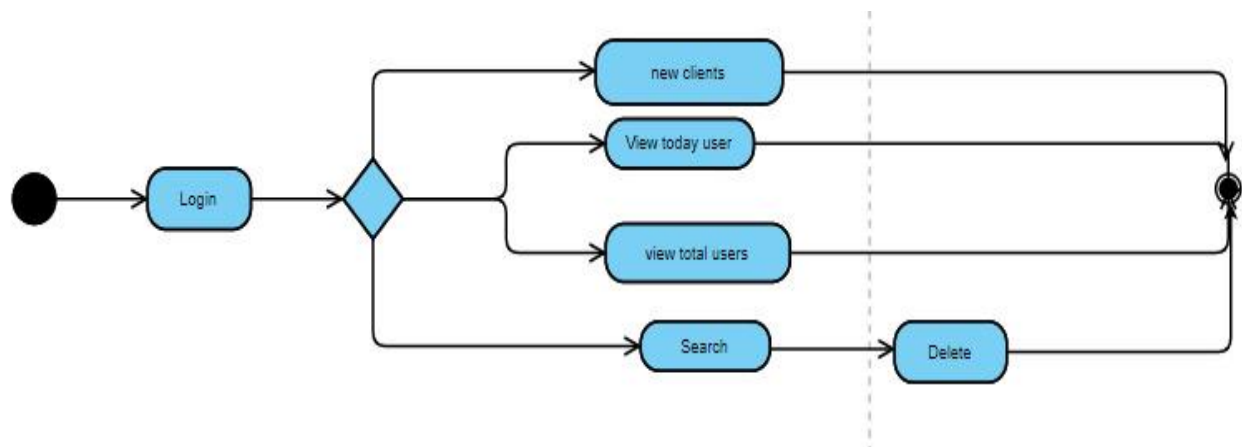 new clients
View today user
Login
view total users
Search
Delete